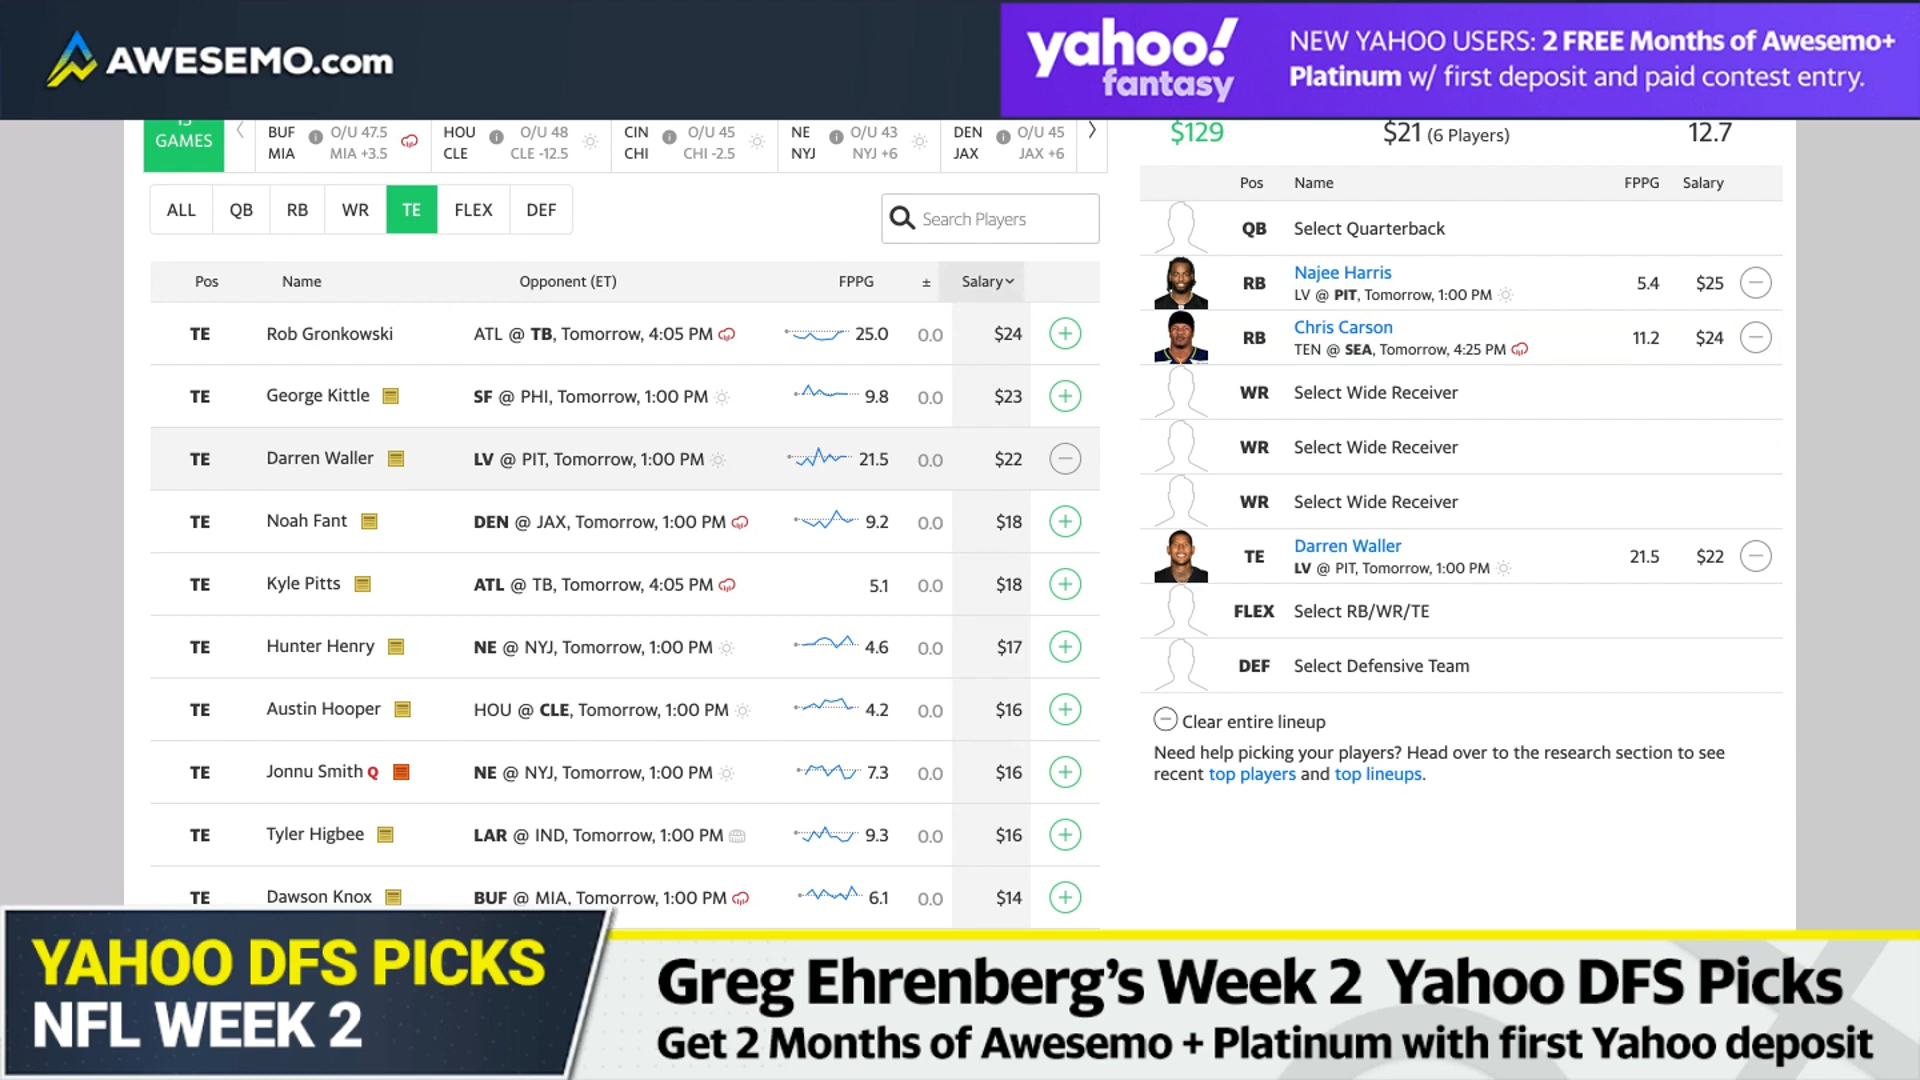 AWESEMO.com
yahoo!
fantasy
NEW YAHOO USERS: 2 FREE Months of Awesemo+
Platinum w/ first deposit and paid contest entry.
GAMES
BUF O/U 47.5
MIA MIA +3.5
HOU O/U 48
CLE CLE -12.5
CIN O/U 45
CHI CHI -2.5
NE O/U 43
NYJ NYJ +6
DEN O/U 45
JAX JAX +6
$129 $21 (6 Players) 12.7
ALL QB RB WR TE FLEX DEF
Search Players
Pos Name Opponent (ET) FPPG ± Salary
TE Rob Gronkowski ATL @ TB, Tomorrow, 4:05 PM 25.0 0.0 $24
TE George Kittle SF @ PHI, Tomorrow, 1:00 PM 9.8 0.0 $23
TE Darren Waller LV @ PIT, Tomorrow, 1:00 PM 21.5 0.0 $22
TE Noah Fant DEN @ JAX, Tomorrow, 1:00 PM 9.2 0.0 $18
TE Kyle Pitts ATL @ TB, Tomorrow, 4:05 PM 5.1 0.0 $18
TE Hunter Henry NE @ NYJ, Tomorrow, 1:00 PM 4.6 0.0 $17
TE Austin Hooper HOU @ CLE, Tomorrow, 1:00 PM 4.2 0.0 $16
TE Jonnu Smith Q NE @ NYJ, Tomorrow, 1:00 PM 7.3 0.0 $16
TE Tyler Higbee LAR @ IND, Tomorrow, 1:00 PM 9.3 0.0 $16
TE Dawson Knox BUF @ MIA, Tomorrow, 1:00 PM 6.1 0.0 $14
Pos Name FPPG Salary
QB Select Quarterback
RB Najee Harris 5.4 $25
LV @ PIT, Tomorrow, 1:00 PM
RB Chris Carson 11.2 $24
TEN @ SEA, Tomorrow, 4:25 PM
WR Select Wide Receiver
WR Select Wide Receiver
WR Select Wide Receiver
TE Darren Waller 21.5 $22
LV @ PIT, Tomorrow, 1:00 PM
FLEX Select RB/WR/TE
DEF Select Defensive Team
Clear entire lineup
Need help picking your players? Head over to the research section to see
recent top players and top lineups.
YAHOO DFS PICKS
NFL WEEK 2
Greg Ehrenberg's Week 2 Yahoo DFS Picks
Get 2 Months of Awesemo + Platinum with first Yahoo deposit